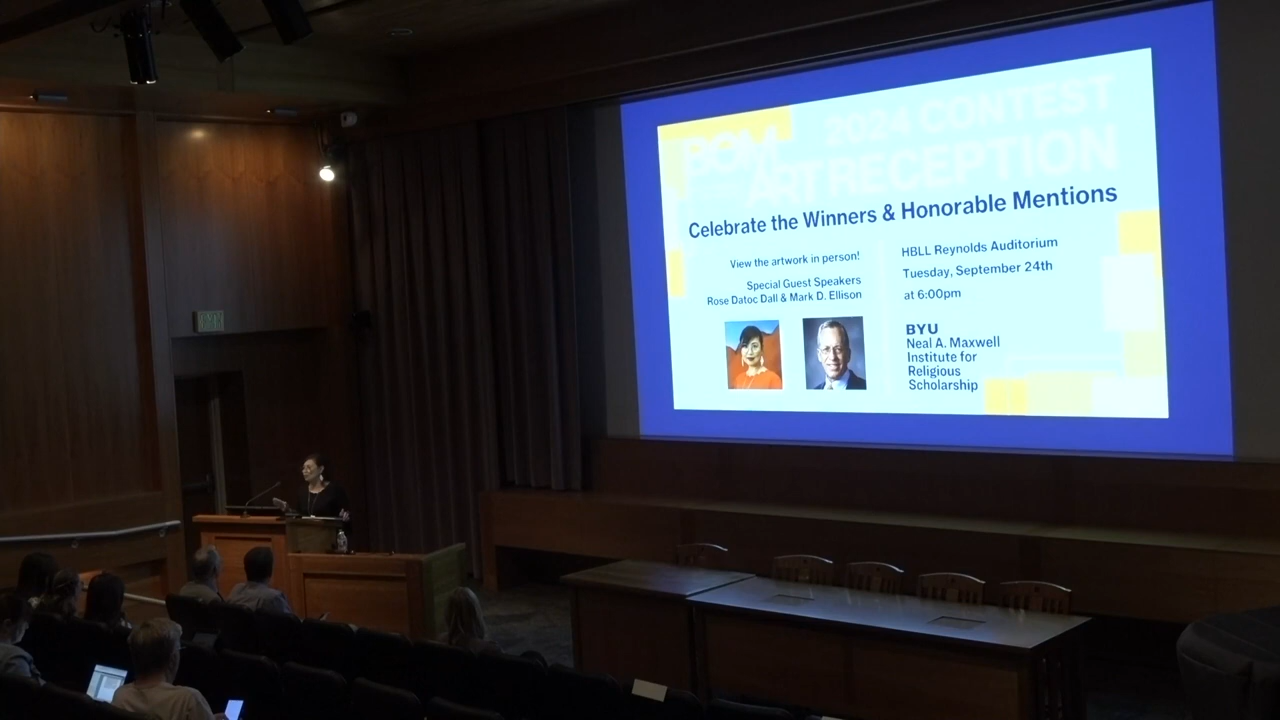 BOM
2024 CONTEST
ART RECEPTION
Celebrate the Winners & Honorable Mentions
View the artwork in person!
Special Guest Speakers
Rose Datoc Dall & Mark D. Ellison
HBLL Reynolds Auditorium
Tuesday, September 24th
at 6:00pm
BYU
Neal A. Maxwell
Institute for
Religious
Scholarship
EXIT